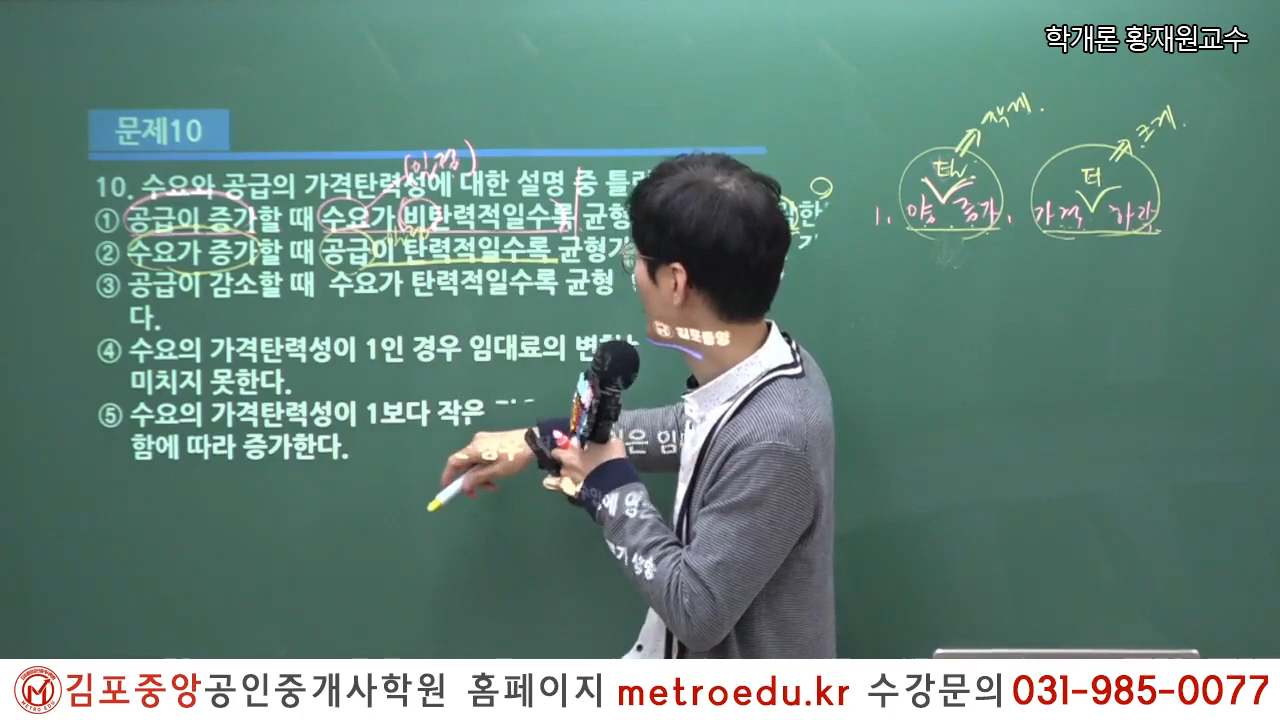 학개론 황재원교수
문제10
10. 수요와 공급의 가격탄력성에 대한 설명 중 틀
① 공급이 증가할 때 수요가 비탄력적일수록 균형
② 수요가 증가할 때 공급이 탄력적일수록 균형
③ 공급이 감소할 때 수요가 탄력적일수록 균형
다.
④ 수요의 가격탄력성이 1인 경우 임대료의 변
미치지 못한다.
⑤ 수요의 가격탄력성이 1보다 작은
함에 따라 증가한다.
작게.
크게.
1. 양 증가.
가격 하락
김포중앙
김포중앙공인중개사학원 홈페이지 metroedu.kr 수강문의 031-985-0077
METRO EDU